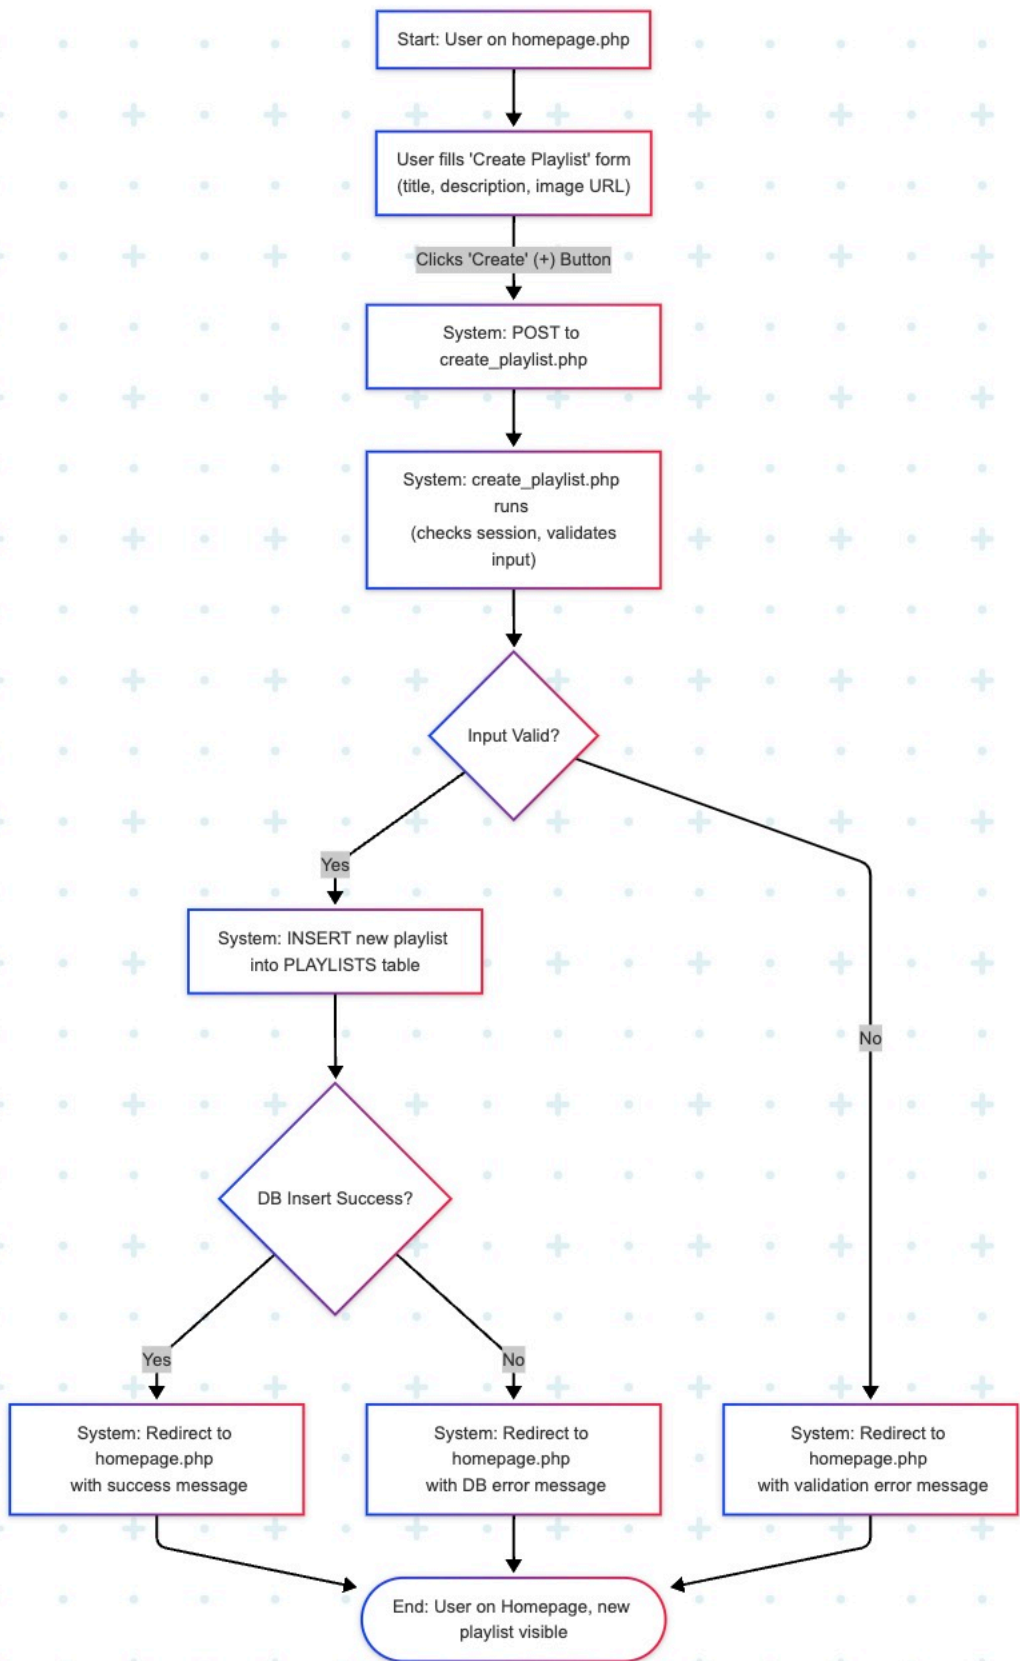 Start: User on homepage.php
User fills 'Create Playlist' form
(title, description, image URL)
Clicks 'Create' (+) Button
System: POST to
create_playlist.php
System: create_playlist.php
runs
(checks session, validates
input)
Input Valid?
Yes
System: INSERT new playlist
into PLAYLISTS table
No
DB Insert Success?
Yes
No
System: Redirect to
homepage.php
with success message
System: Redirect to
homepage.php
with DB error message
System: Redirect to
homepage.php
with validation error message
End: User on Homepage, new
playlist visible